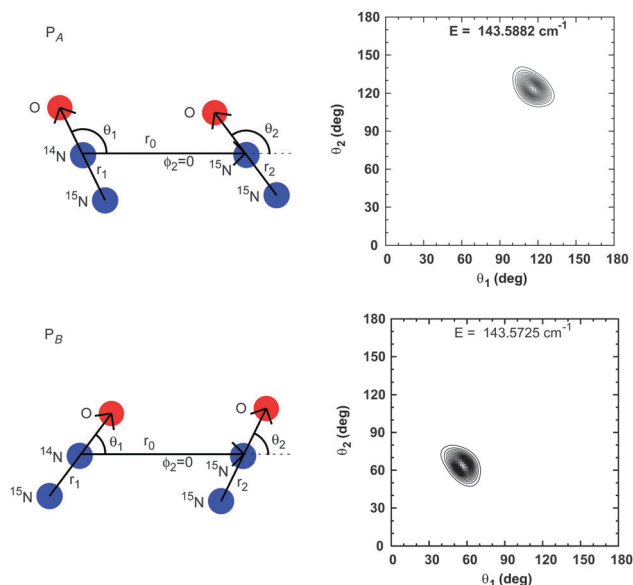 P_A
O
θ₁
¹⁴N
r₁
¹⁵N
r₀
ϕ₂=0
O
θ₂
¹⁵N
r₂
¹⁵N
E = 143.5882 cm⁻¹
180
150
120
90
60
30
0
θ₂ (deg)
0 30 60 90 120 150 180
θ₁ (deg)
P_B
O
θ₁
¹⁴N
r₁
¹⁵N
r₀
ϕ₂=0
O
θ₂
¹⁵N
r₂
¹⁵N
E = 143.5725 cm⁻¹
180
150
120
90
60
30
0
θ₂ (deg)
0 30 60 90 120 150 180
θ₁ (deg)